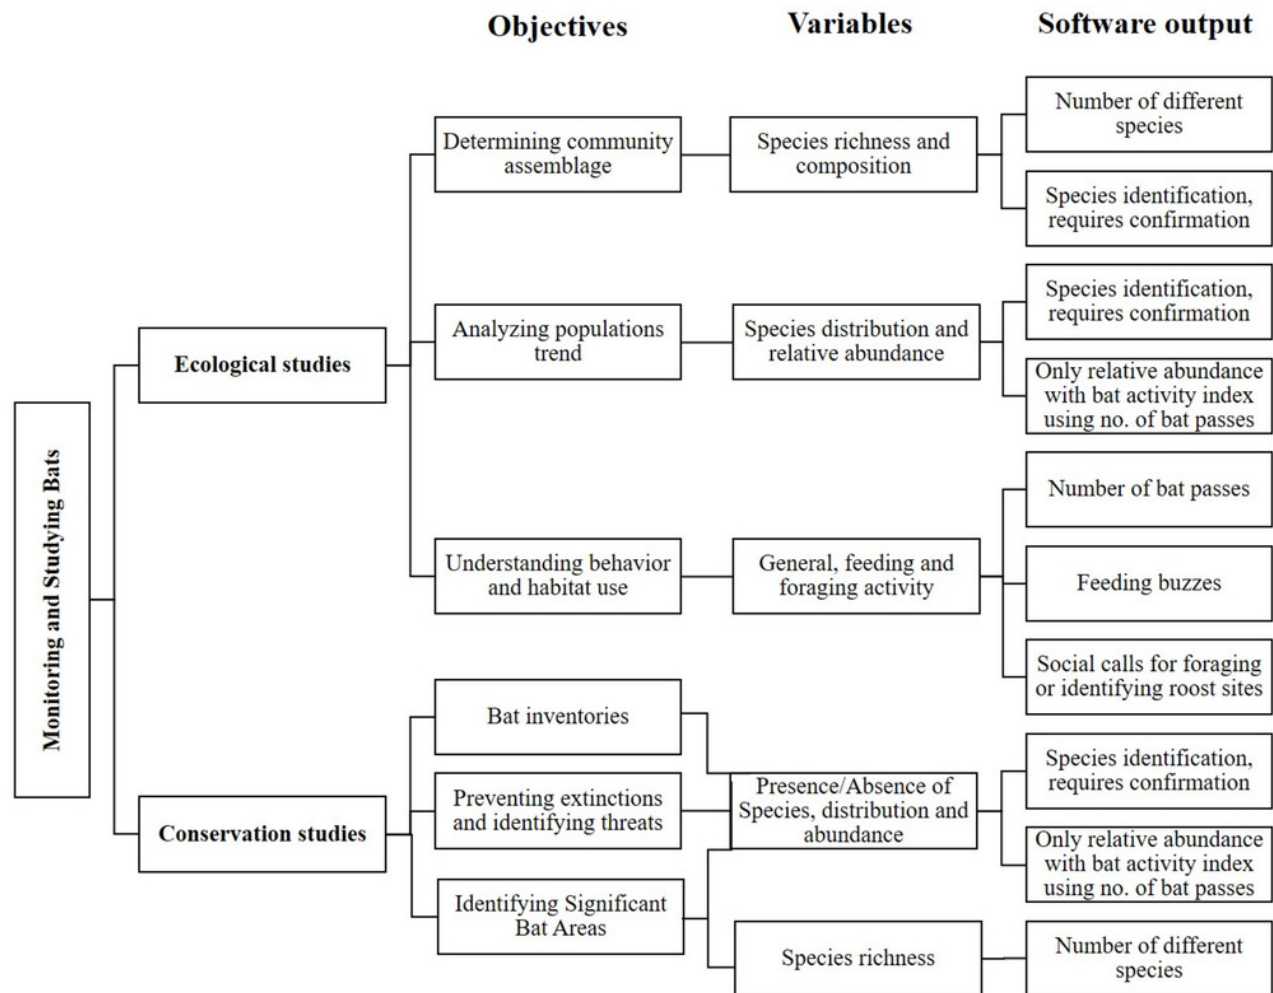 Objectives
Variables
Software output
Monitoring and Studying Bats
Ecological studies
Determining community
assemblage
Species richness and
composition
Number of different
species
Species identification,
requires confirmation
Analyzing populations
trend
Species distribution and
relative abundance
Species identification,
requires confirmation
Only relative abundance
with bat activity index
using no. of bat passes
Understanding behavior
and habitat use
General, feeding and
foraging activity
Number of bat passes
Feeding buzzes
Social calls for foraging
or identifying roost sites
Conservation studies
Bat inventories
Preventing extinctions
and identifying threats
Identifying Significant
Bat Areas
Presence/Absence of
Species, distribution and
abundance
Species identification,
requires confirmation
Only relative abundance
with bat activity index
using no. of bat passes
Species richness
Number of different
species